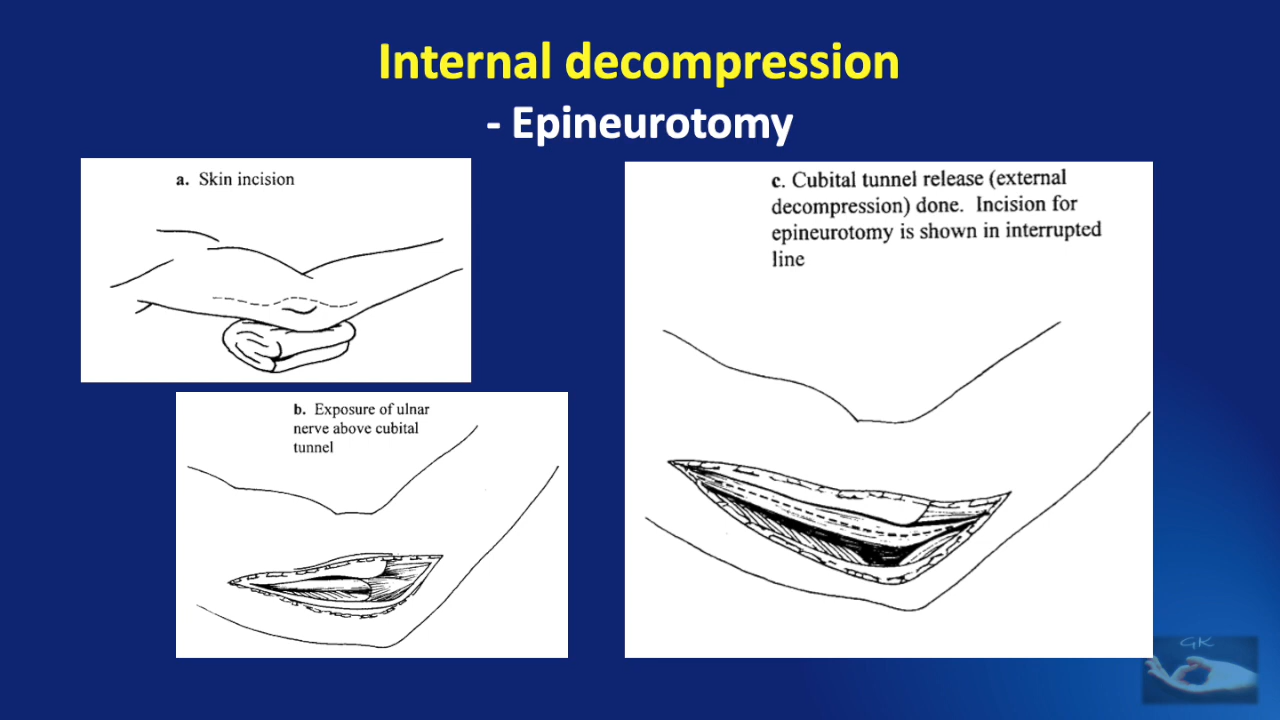 Internal decompression
- Epineurotomy
a. Skin incision
b. Exposure of ulnar
nerve above cubital
tunnel
c. Cubital tunnel release (external
decompression) done. Incision for
epineurotomy is shown in interrupted
line
GK